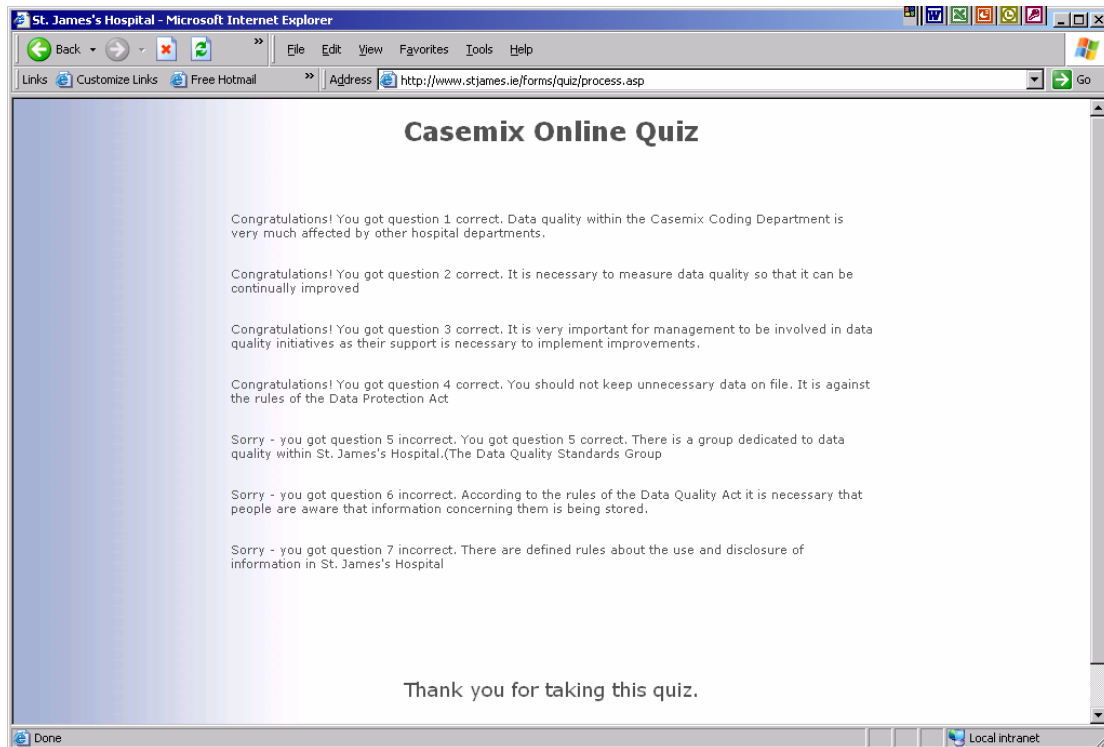 St. James's Hospital - Microsoft Internet Explorer
Back
»
File Edit View Favorites Tools Help
Links Customize Links Free Hotmail » Address http://www.stjames.ie/forms/quiz/process.asp Go
Casemix Online Quiz
Congratulations! You got question 1 correct. Data quality within the Casemix Coding Department is
very much affected by other hospital departments.
Congratulations! You got question 2 correct. It is necessary to measure data quality so that it can be
continually improved
Congratulations! You got question 3 correct. It is very important for management to be involved in data
quality initiatives as their support is necessary to implement improvements.
Congratulations! You got question 4 correct. You should not keep unnecessary data on file. It is against
the rules of the Data Protection Act
Sorry - you got question 5 incorrect. You got question 5 correct. There is a group dedicated to data
quality within St. James's Hospital.(The Data Quality Standards Group
Sorry - you got question 6 incorrect. According to the rules of the Data Quality Act it is necessary that
people are aware that information concerning them is being stored.
Sorry - you got question 7 incorrect. There are defined rules about the use and disclosure of
information in St. James's Hospital
Thank you for taking this quiz.
Done Local intranet